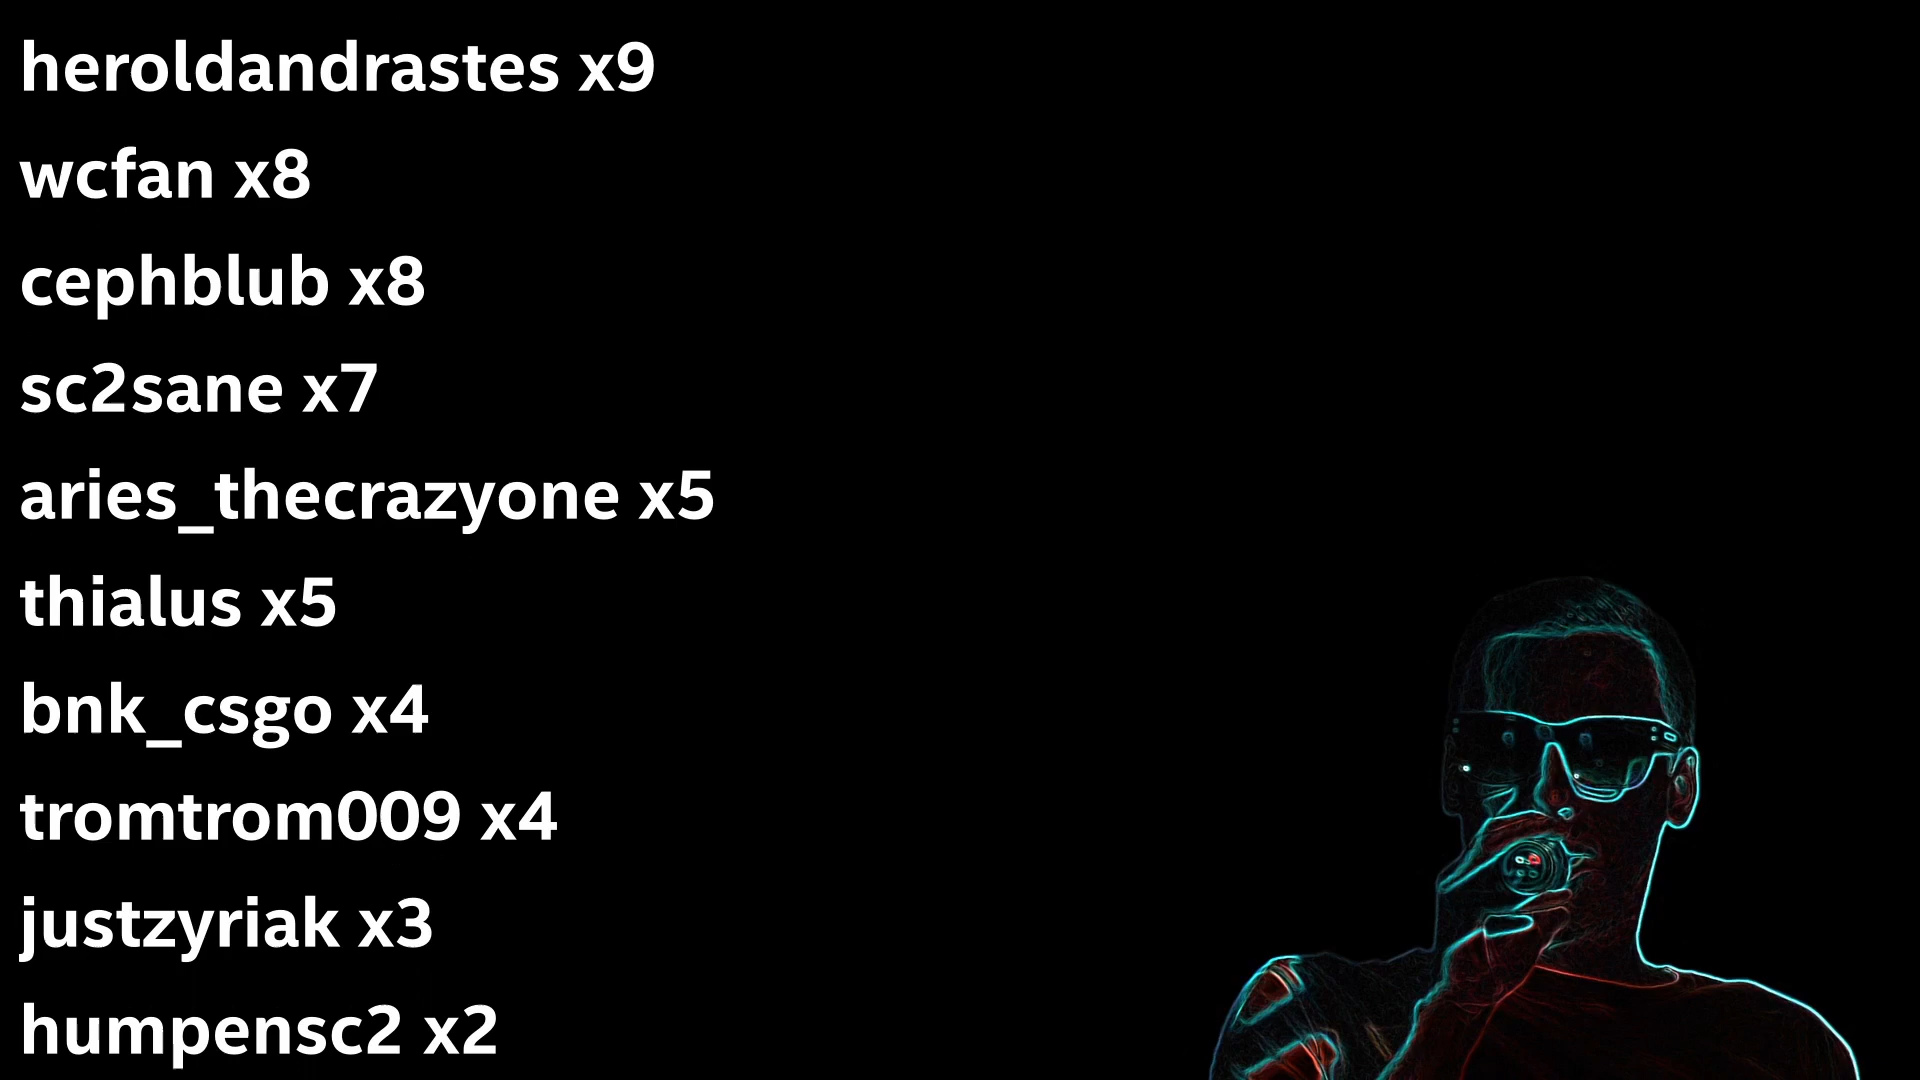 heroldandrastes x9
wcfan x8
cephblub x8
sc2sane x7
aries_thecrazyone x5
thialus x5
bnk_csgo x4
tromtrom009 x4
justzyriak x3
humpensc2 x2